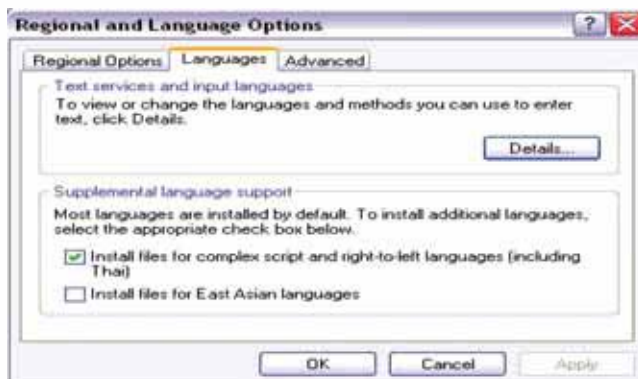 Regional and Language Options
Regional Options Languages Advanced
Text services and input languages
To view or change the languages and methods you can use to enter
text, click Details.
Details...
Supplemental language support
Most languages are installed by default. To install additional languages,
select the appropriate check box below.
Install files for complex script and right-to-left languages (including
Thai)
Install files for East Asian languages
OK Cancel Apply